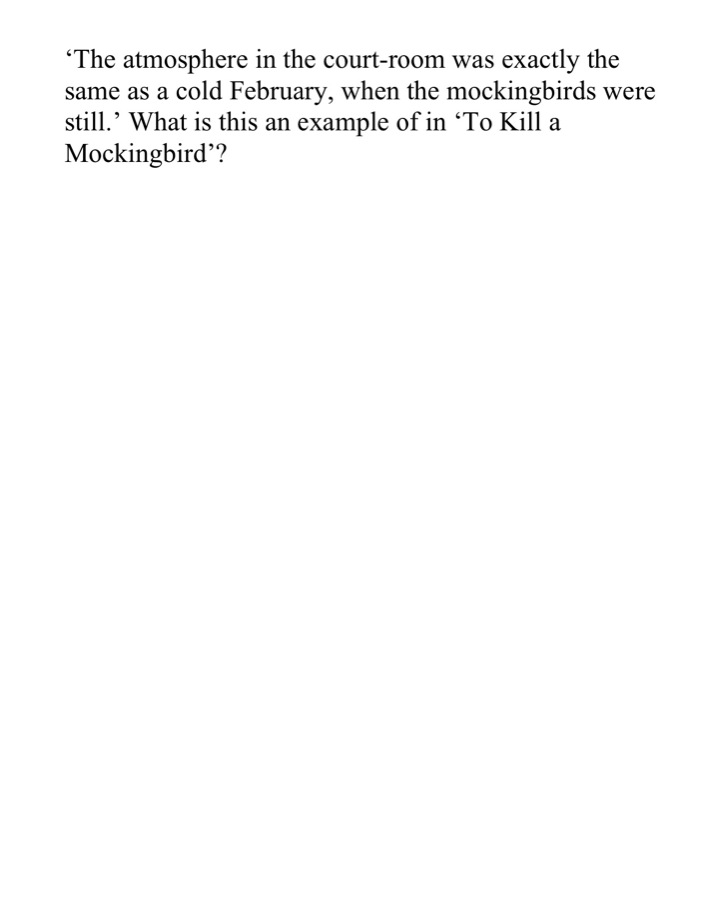 ‘The atmosphere in the court-room was exactly the
same as a cold February, when the mockingbirds were
still.’ What is this an example of in ‘To Kill a
Mockingbird’?